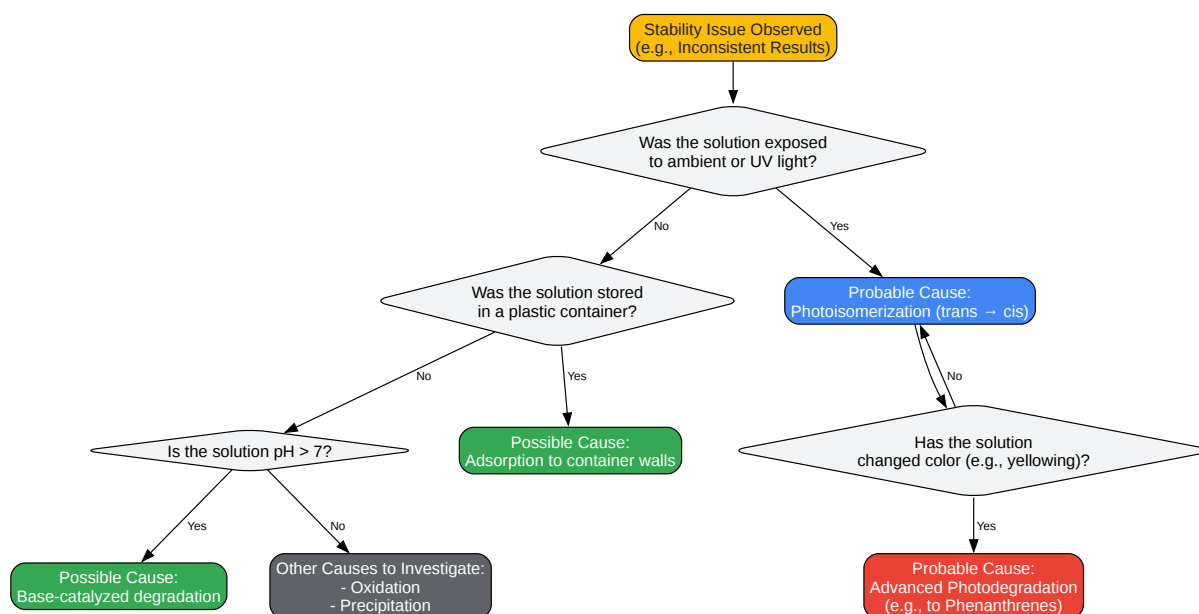 Stability Issue Observed
(e.g., Inconsistent Results)
Was the solution exposed
to ambient or UV light?
No
Yes
Was the solution stored
in a plastic container?
Probable Cause:
Photoisomerization (trans → cis)
No
Yes
No
Is the solution pH > 7?
Possible Cause:
Adsorption to container walls
Has the solution
changed color (e.g., yellowing)?
Yes
No
Yes
Possible Cause:
Base-catalyzed degradation
Other Causes to Investigate:
- Oxidation
- Precipitation
Probable Cause:
Advanced Photodegradation
(e.g., to Phenanthrenes)